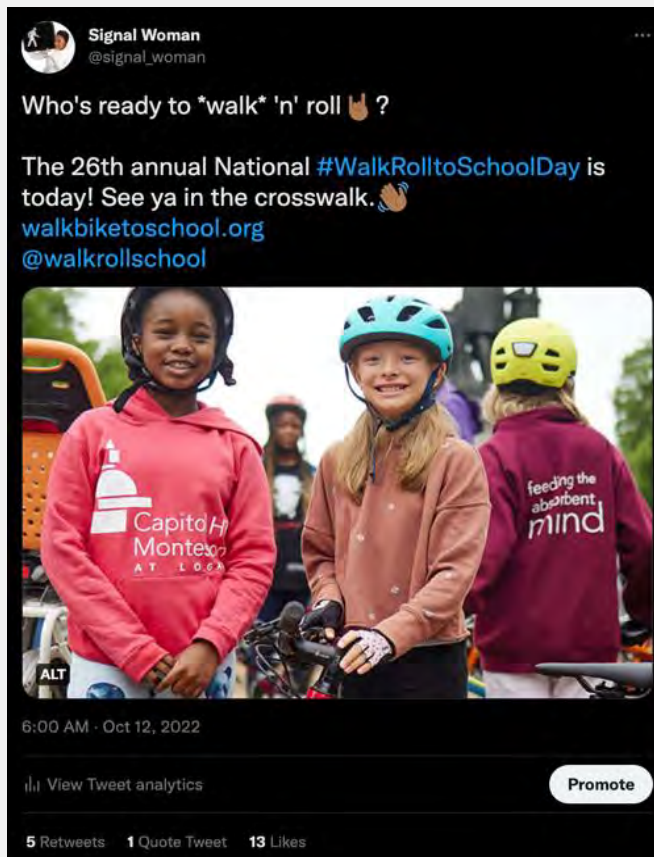 Signal Woman
@signal_woman
Who's ready to *walk* 'n' roll🤘🏽?
The 26th annual National #WalkRolltoSchoolDay is
today! See ya in the crosswalk.👋🏽
walkbiketoschool.org
@walkrollschool
Capitol H
Montesso
AT LOGA
feeding the
absorbent
mind
ALT
6:00 AM · Oct 12, 2022
View Tweet analytics
Promote
5 Retweets 1 Quote Tweet 13 Likes